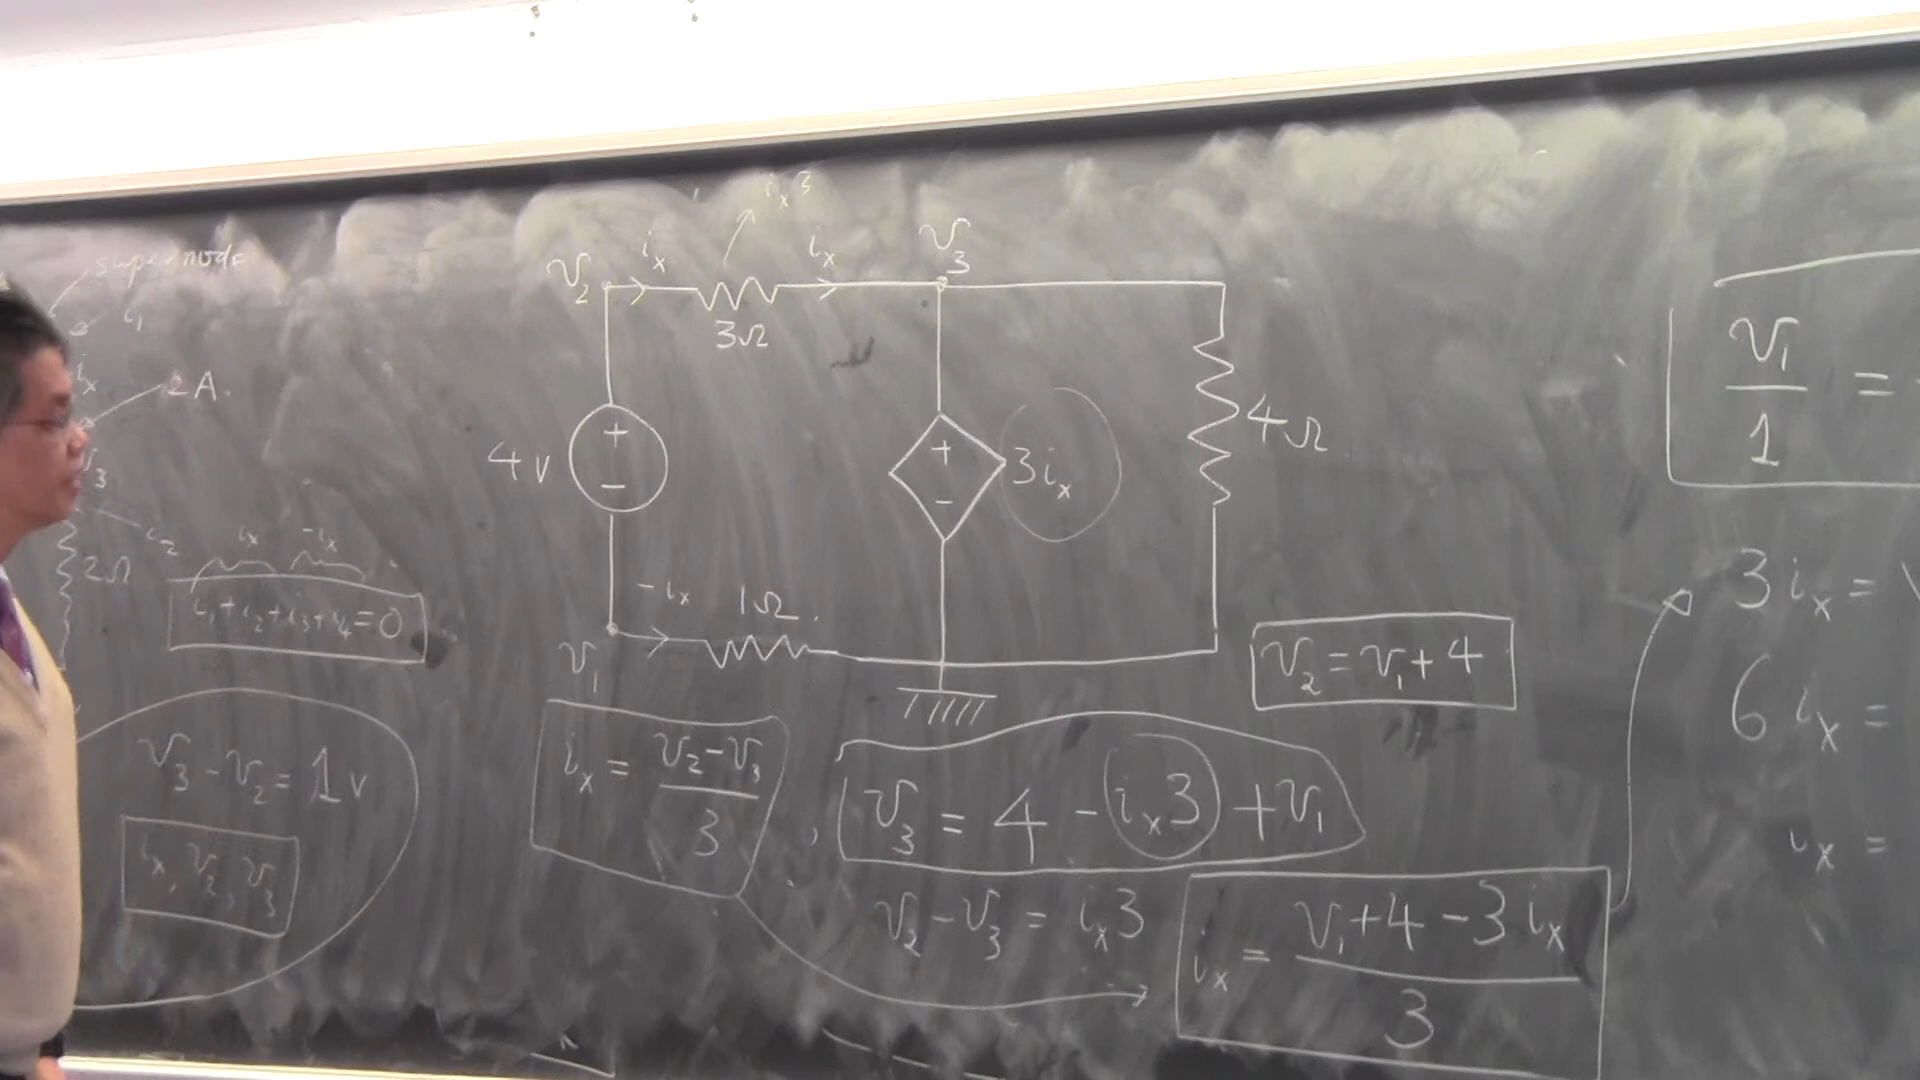 supernode
i₁
iₓ
2A.
3
i₂
2Ω
iₓ -iₓ
i₁+i₂+i₃+i₄=0
v₃-v₂=1v
iₓ, v₂, v₃
iₓ3
v₂ iₓ iₓ v₃
3Ω
4v + -
+ - 3iₓ
4Ω
-iₓ 1Ω.
v₁
v₂=v₁+4
iₓ = (v₂-v₃)/3 , v₃ = 4 - iₓ3 + v₁
v₂-v₃ = iₓ3
iₓ = (v₁+4-3iₓ)/3
v₁/1 =
3iₓ =
6iₓ =
iₓ =